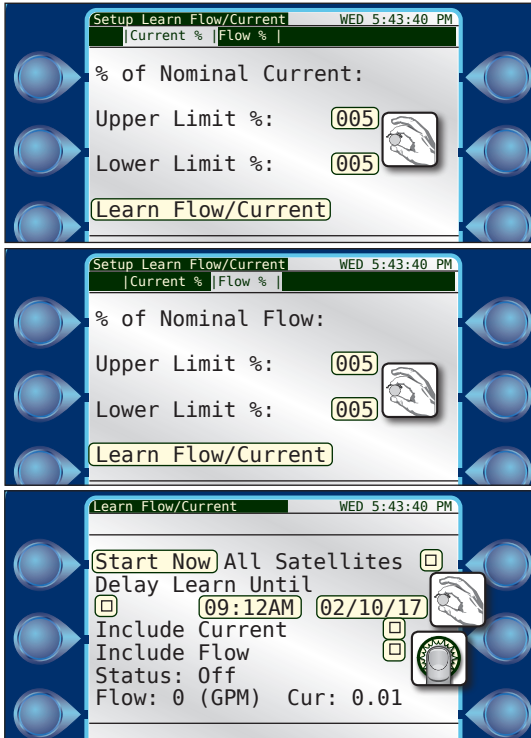 Setup Learn Flow/Current WED 5:43:40 PM
|Current % |Flow % |
% of Nominal Current:
Upper Limit %: 005
Lower Limit %: 005
Learn Flow/Current
Setup Learn Flow/Current WED 5:43:40 PM
|Current % |Flow % |
% of Nominal Flow:
Upper Limit %: 005
Lower Limit %: 005
Learn Flow/Current
Learn Flow/Current WED 5:43:40 PM
Start Now All Satellites
Delay Learn Until
09:12AM 02/10/17
Include Current
Include Flow
Status: Off
Flow: 0 (GPM) Cur: 0.01